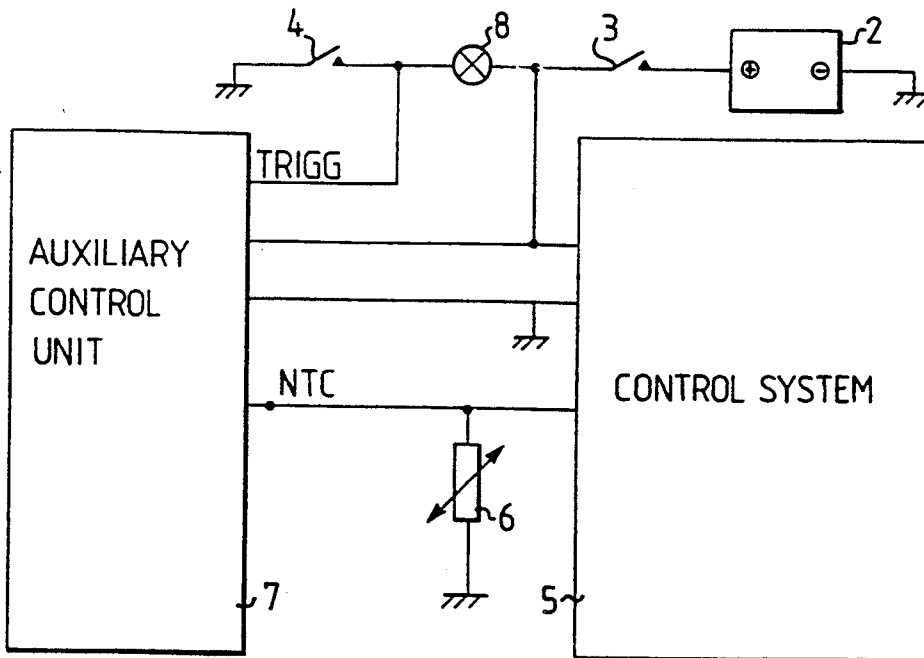 4
8
3
2
⊕ ⊖
TRIGG
AUXILIARY
CONTROL
UNIT
NTC
CONTROL SYSTEM
6
7
5